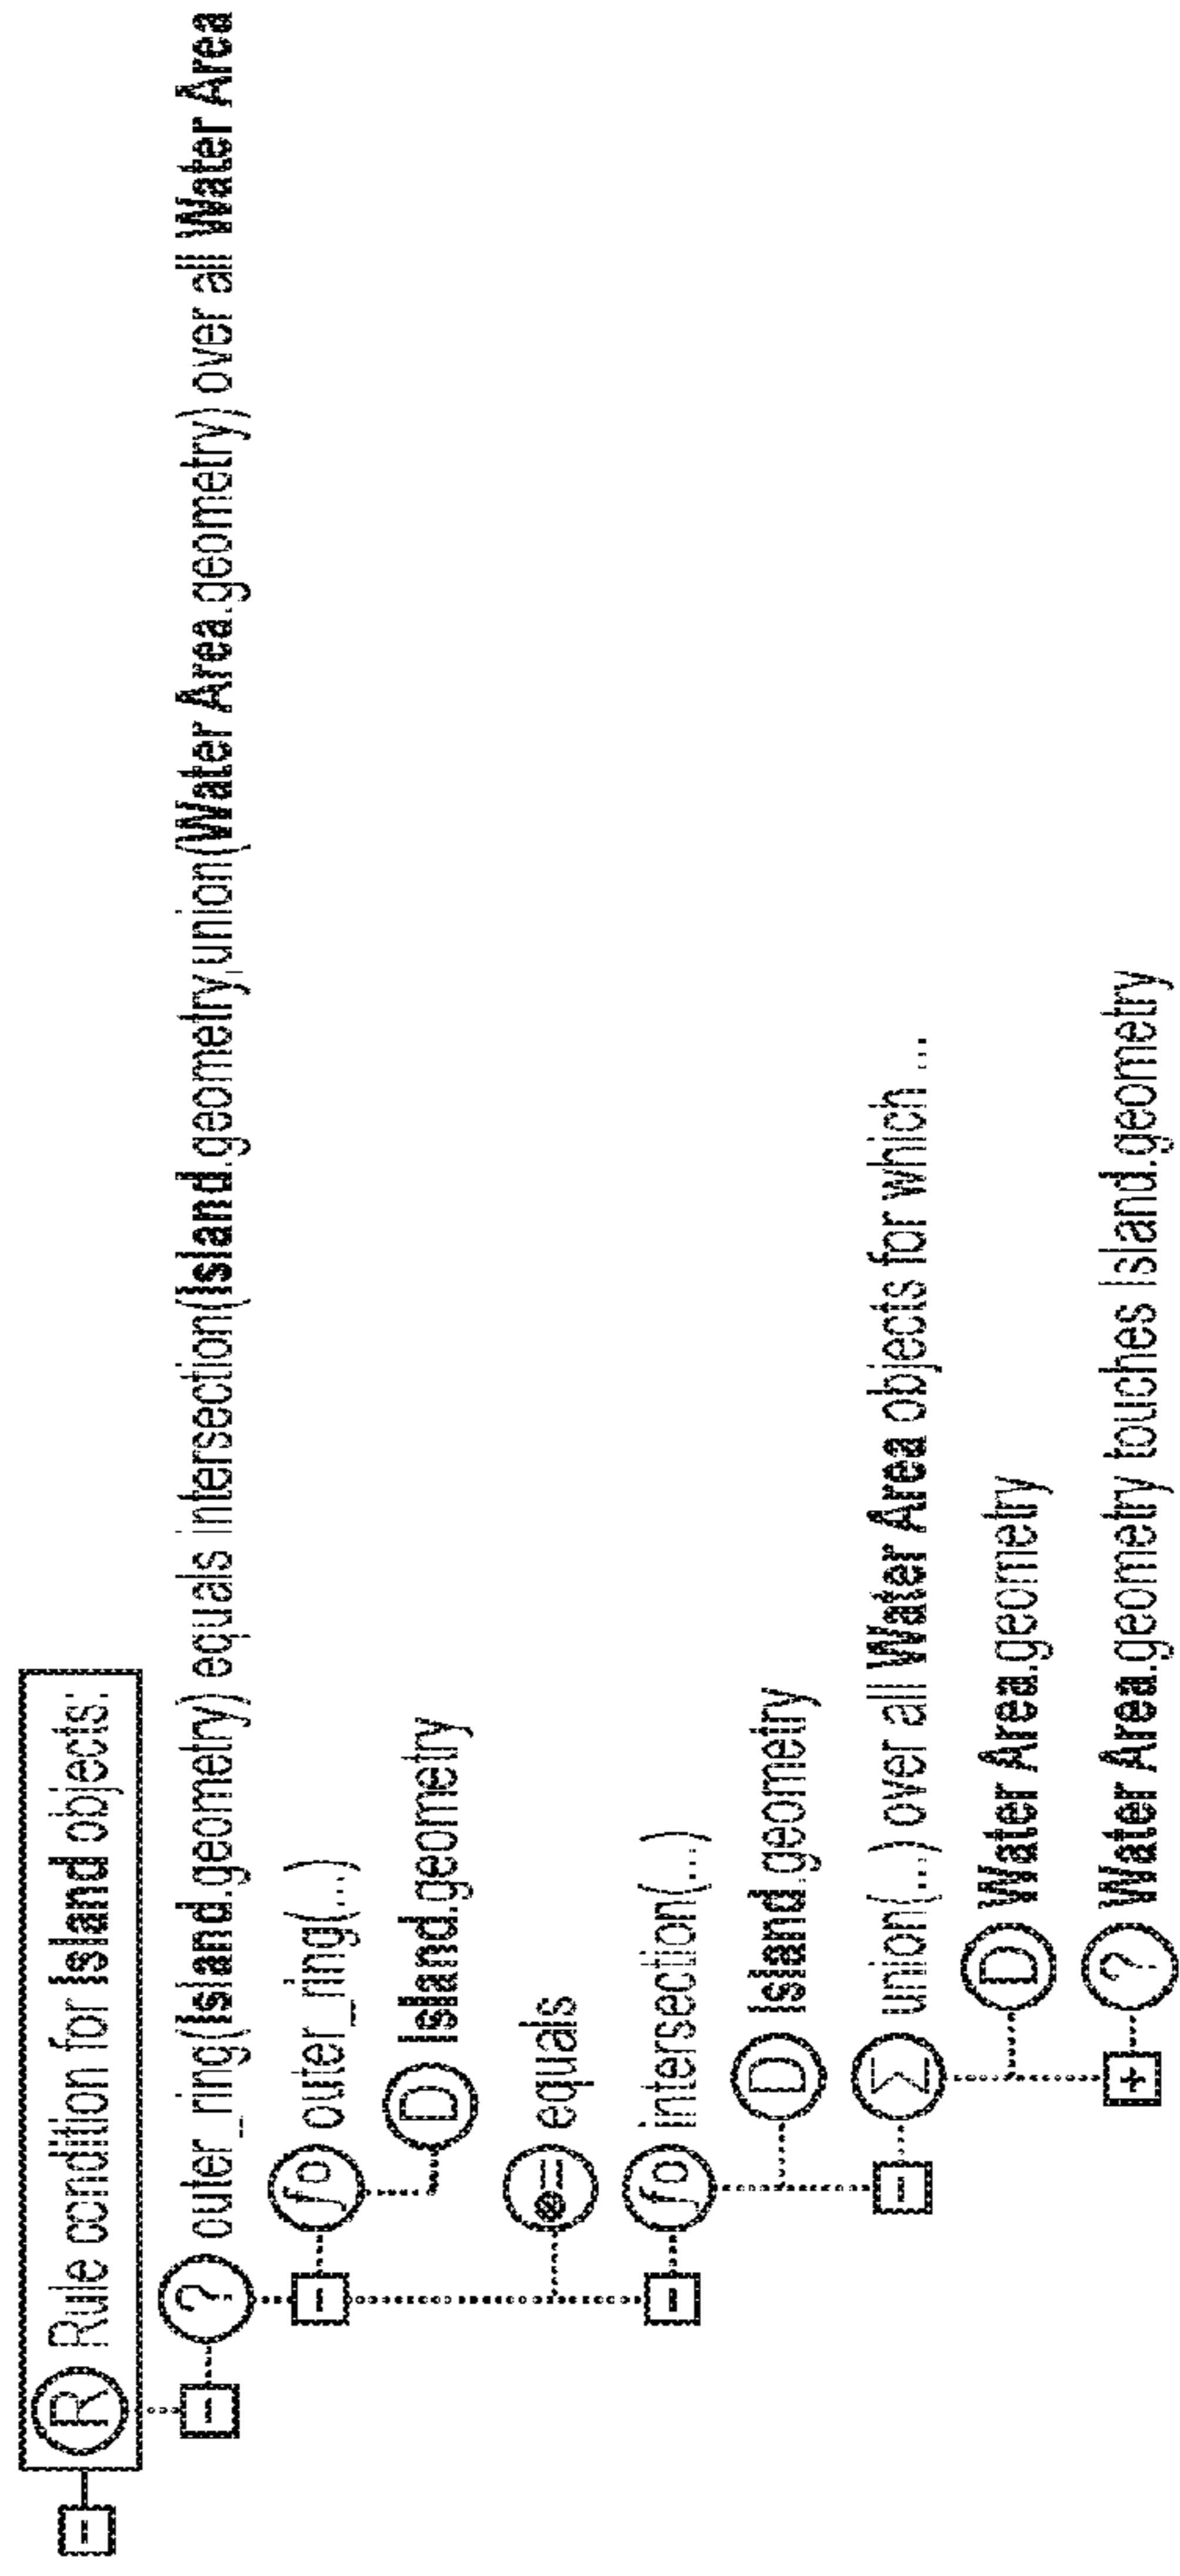 − R Rule condition for Island objects:
− ? outer_ring(Island.geometry) equals intersection(Island.geometry,union(Water Area.geometry) over all Water Area
− fo outer_ring(...)
D Island.geometry
= equals
− fo intersection(...)
D Island.geometry
− Σ union(...) over all Water Area objects for which ...
D Water Area.geometry
+ ? Water Area.geometry touches Island.geometry